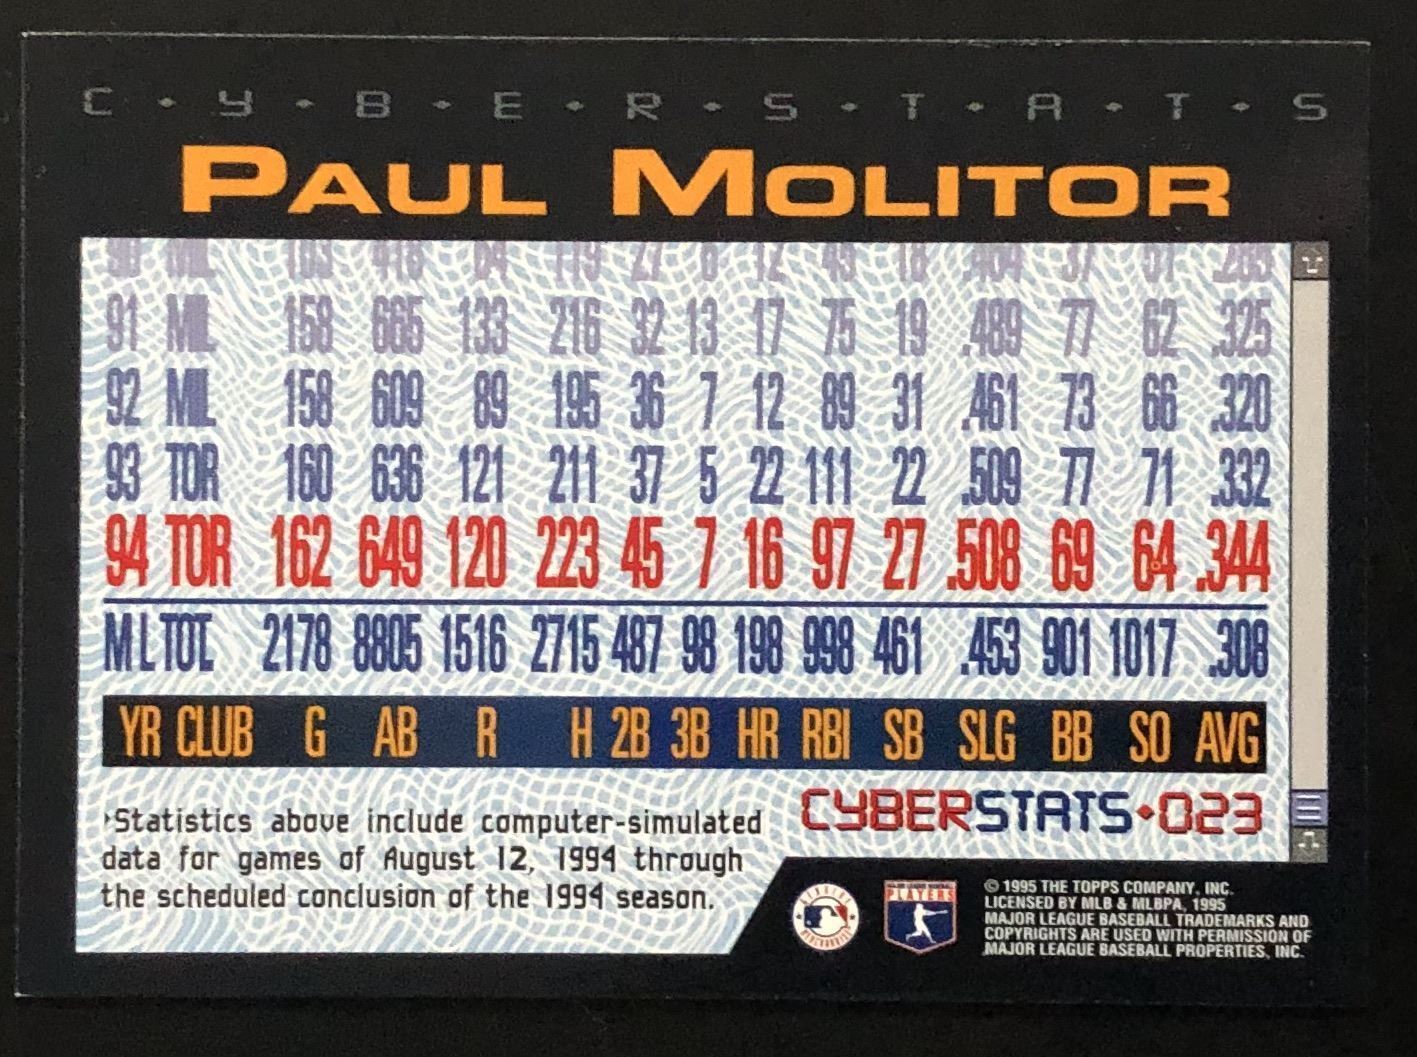 C·Y·B·E·R·S·T·A·T·S
PAUL MOLITOR
91 MIL 158 665 133 216 32 13 17 75 19 .489 77 62 .325
92 MIL 158 609 89 195 36 7 12 89 31 .461 73 66 .320
93 TOR 160 636 121 211 37 5 22 111 22 .509 77 71 .332
94 TOR 162 649 120 223 45 7 16 97 27 .508 69 64 .344
M L TOT. 2178 8805 1516 2715 487 98 198 998 461 .453 901 1017 .308
YR CLUB G AB R H 2B 3B HR RBI SB SLG BB SO AVG
Statistics above include computer-simulated
data for games of August 12, 1994 through
the scheduled conclusion of the 1994 season.
CYBERSTATS·023
PLAYERS
© 1995 THE TOPPS COMPANY, INC.
LICENSED BY MLB & MLBPA, 1995
MAJOR LEAGUE BASEBALL TRADEMARKS AND
COPYRIGHTS ARE USED WITH PERMISSION OF
MAJOR LEAGUE BASEBALL PROPERTIES, INC.